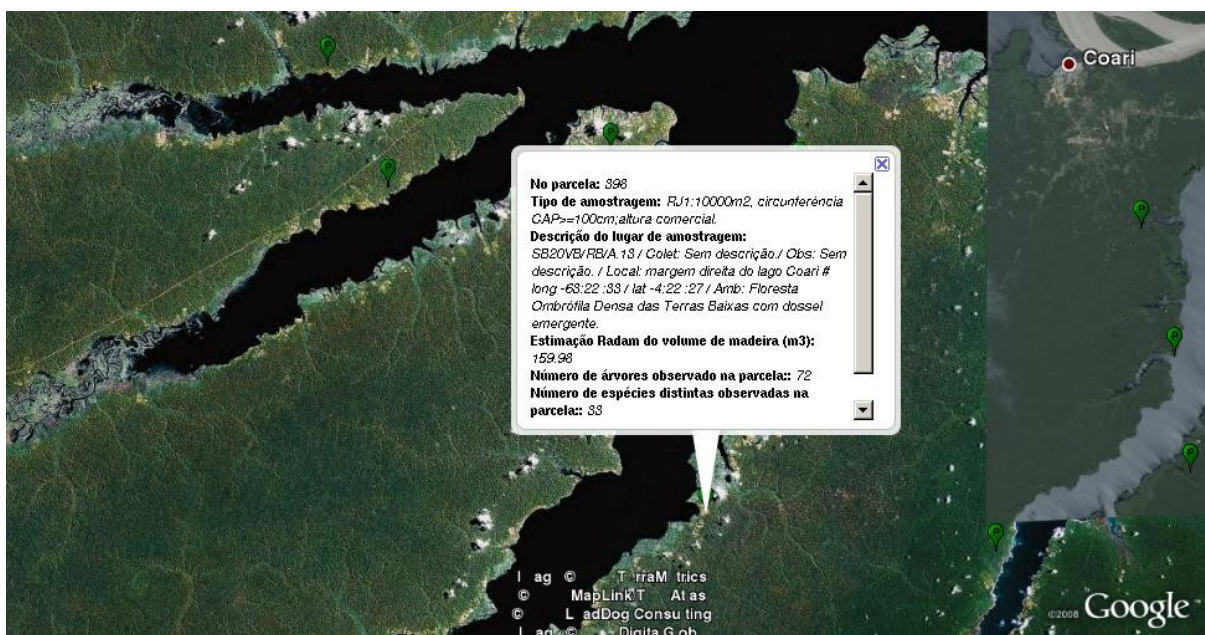 Coari
No parcela: 398
Tipo de amostragem: RJ1:10000m2, circunferência
CAP>=100cm;altura comercial.
Descrição do lugar de amostragem:
SB20VB/RB/A.13 / Colet: Sem descrição./ Obs: Sem
descrição. / Local: margem direita do lago Coari #
long -63:22 :33 / lat -4:22 :27 / Amb: Floresta
Ombrófila Densa das Terras Baixas com dossel
emergente.
Estimação Radam do volume de madeira (m3):
159.98
Número de árvores observado na parcela:: 72
Número de espécies distintas observadas na
parcela:: 33
P
P
P
P
P
P
P
©
© MapLink
©
©
©2008 Google